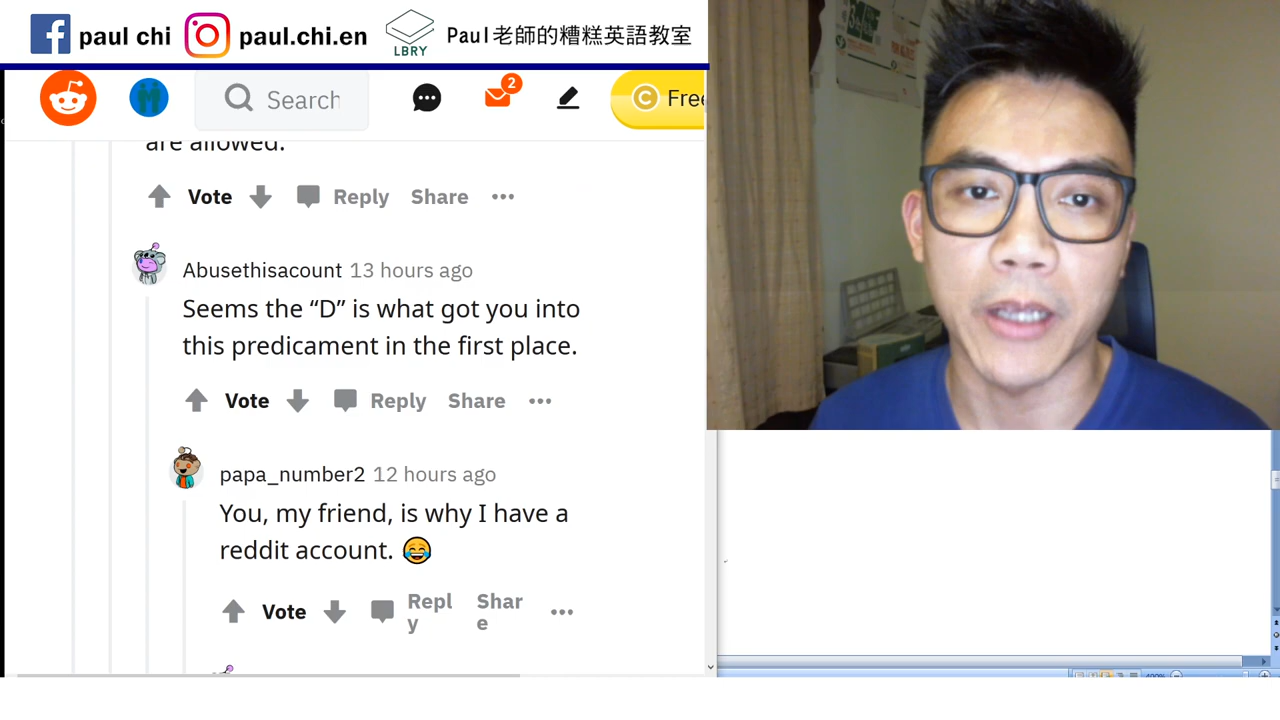 paul chi paul.chi.en LBRY Paul老師的糟糕英語教室
2
Search
Free
are allowed.
Vote Reply Share
Abusethisacount 13 hours ago
Seems the “D” is what got you into
this predicament in the first place.
Vote Reply Share
papa_number2 12 hours ago
You, my friend, is why I have a
reddit account. 😂
Vote Reply Share
400%